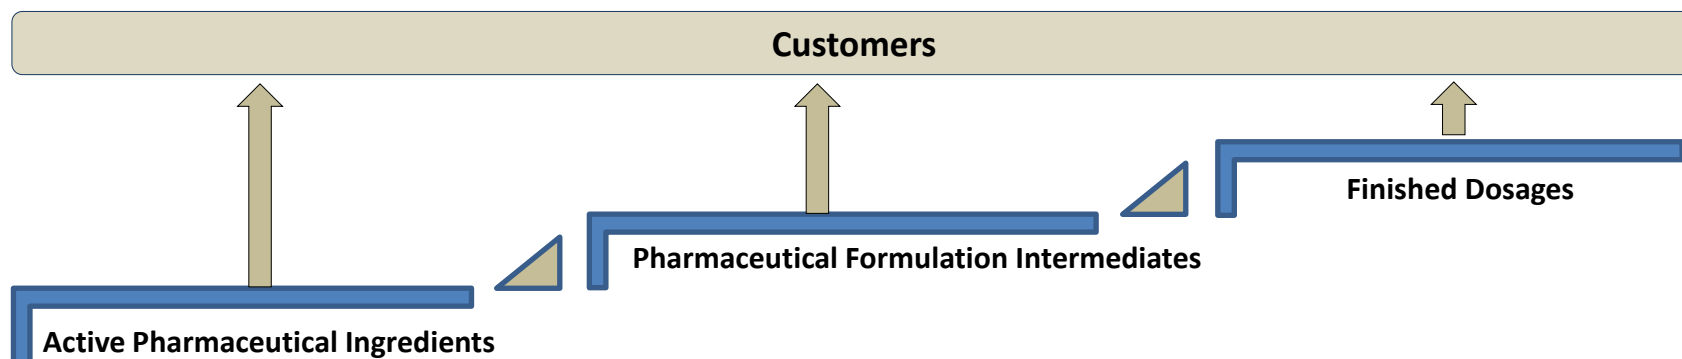 Customers
Finished Dosages
Pharmaceutical Formulation Intermediates
Active Pharmaceutical Ingredients